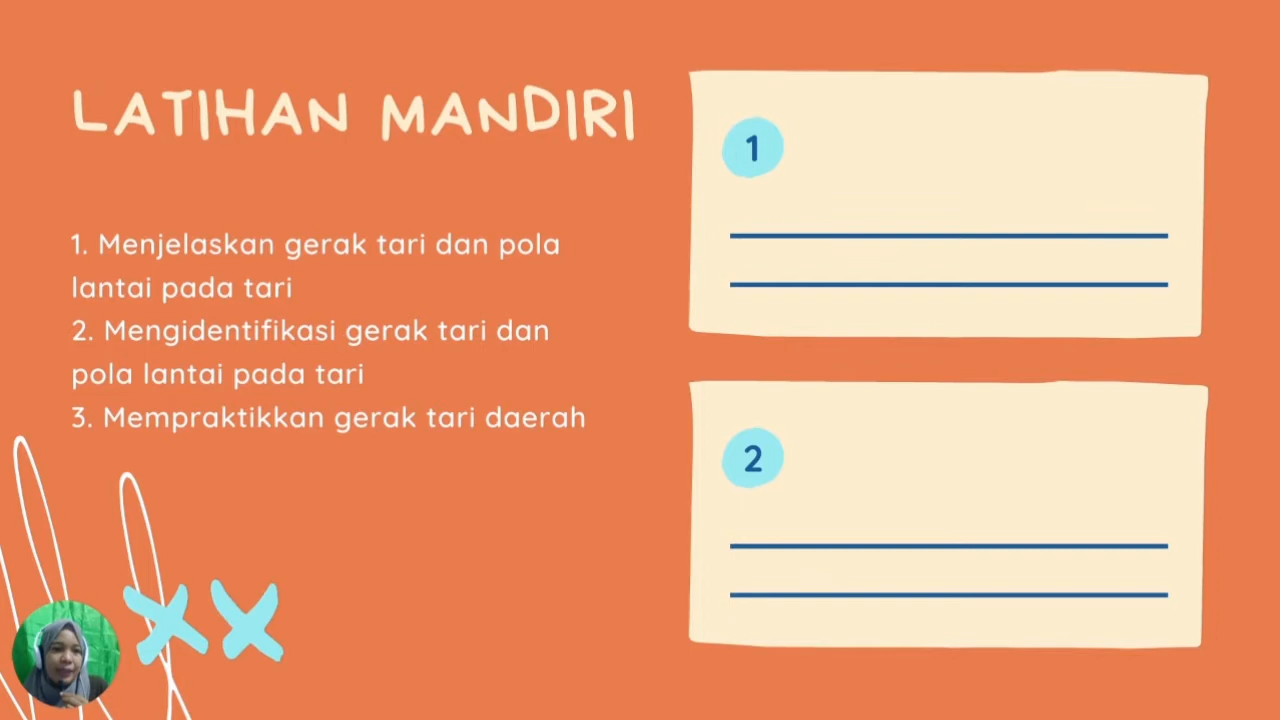 LATIHAN MANDIRI
1. Menjelaskan gerak tari dan pola
lantai pada tari
2. Mengidentifikasi gerak tari dan
pola lantai pada tari
3. Mempraktikkan gerak tari daerah
1
2